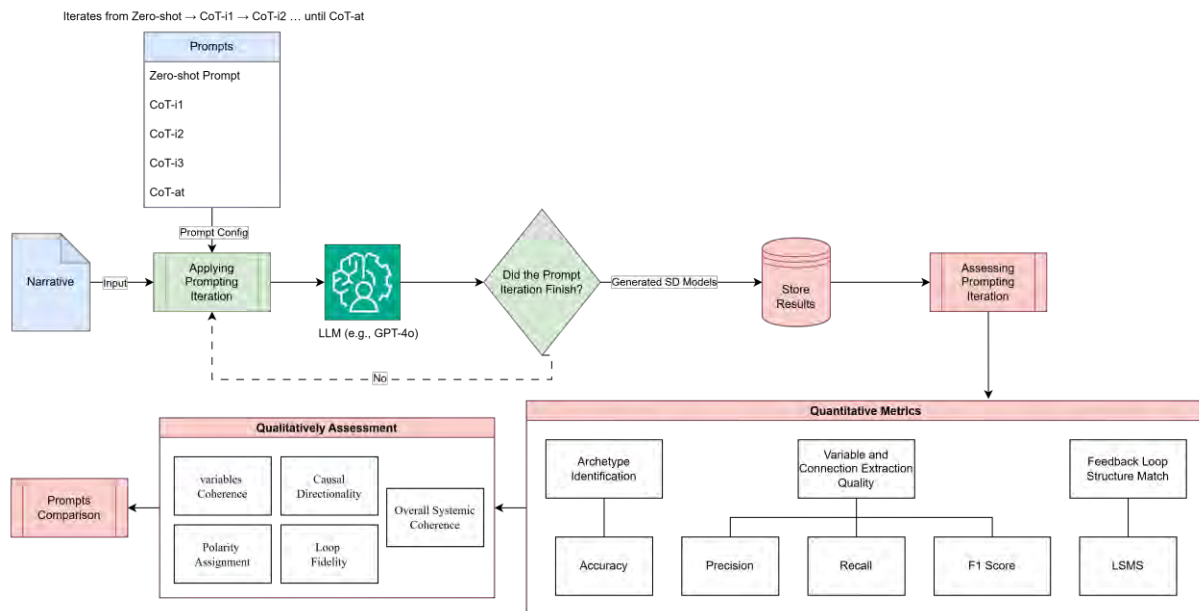 Iterates from Zero-shot → CoT-i1 → CoT-i2 ... until CoT-at
Prompts
Zero-shot Prompt
CoT-i1
CoT-i2
CoT-i3
CoT-at
Prompt Config
Narrative
Input
Applying
Prompting
Iteration
LLM (e.g., GPT-4o)
Did the Prompt
Iteration Finish?
Generated SD Models
Store
Results
Assessing
Prompting
Iteration
No
Quantitative Metrics
Archetype
Identification
Variable and
Connection Extraction
Quality
Feedback Loop
Structure Match
Accuracy
Precision
Recall
F1 Score
LSMS
Qualitatively Assessment
variables
Coherence
Causal
Directionality
Overall Systemic
Coherence
Polarity
Assignment
Loop
Fidelity
Prompts
Comparison